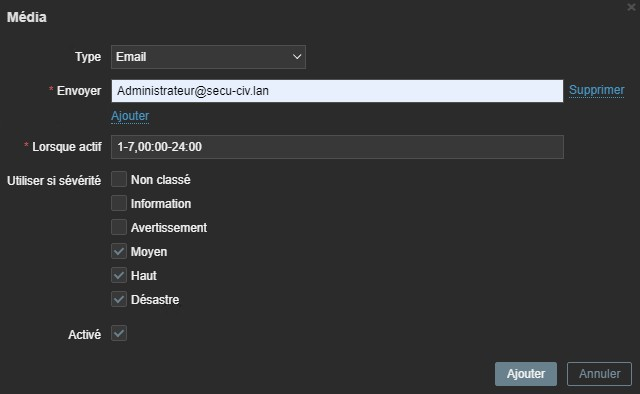 Média
Type Email
* Envoyer Administrateur@secu-civ.lan Supprimer
Ajouter
* Lorsque actif 1-7,00:00-24:00
Utiliser si sévérité Non classé
Information
Avertissement
Moyen
Haut
Désastre
Activé
Ajouter Annuler